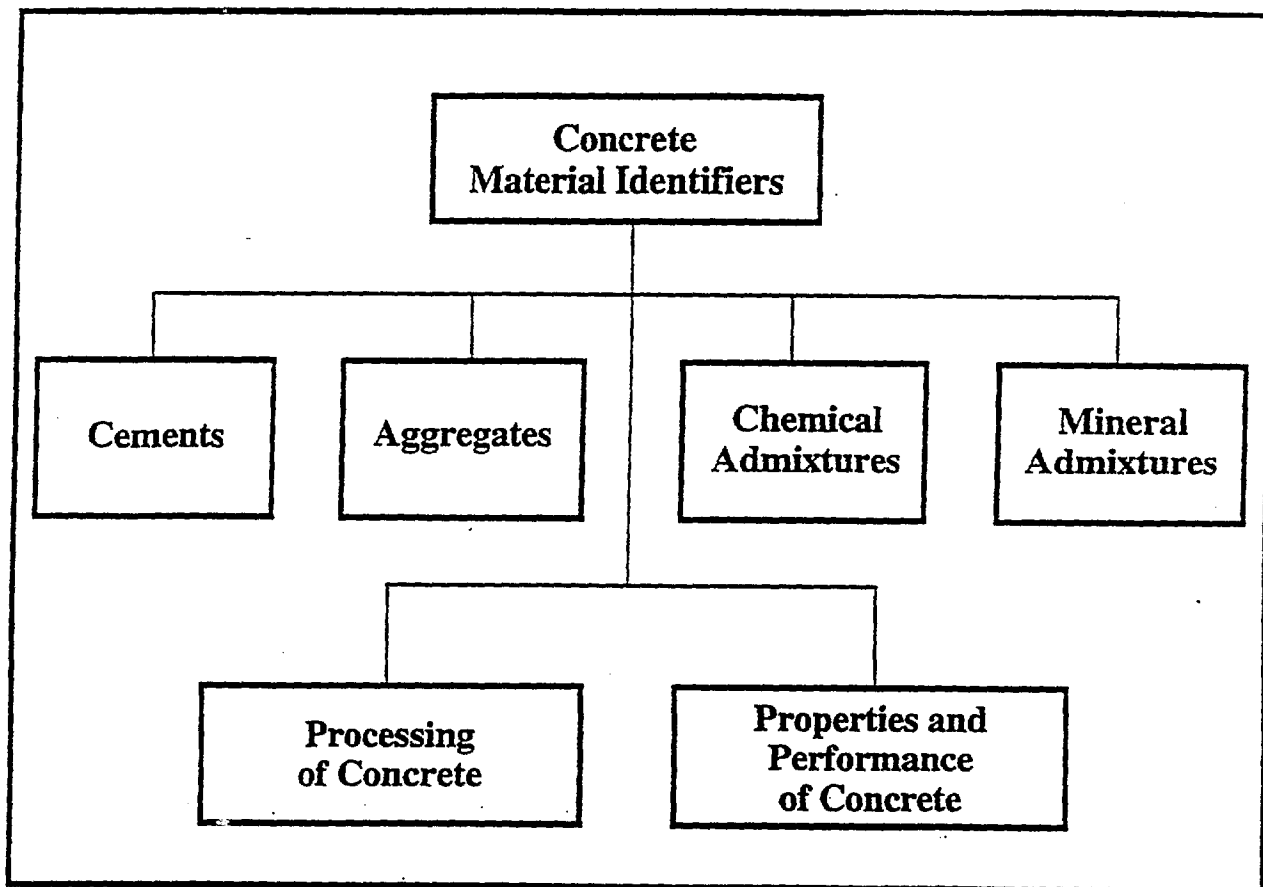 Concrete
Material Identifiers
Cements
Aggregates
Chemical
Admixtures
Mineral
Admixtures
Processing
of Concrete
Properties and
Performance
of Concrete